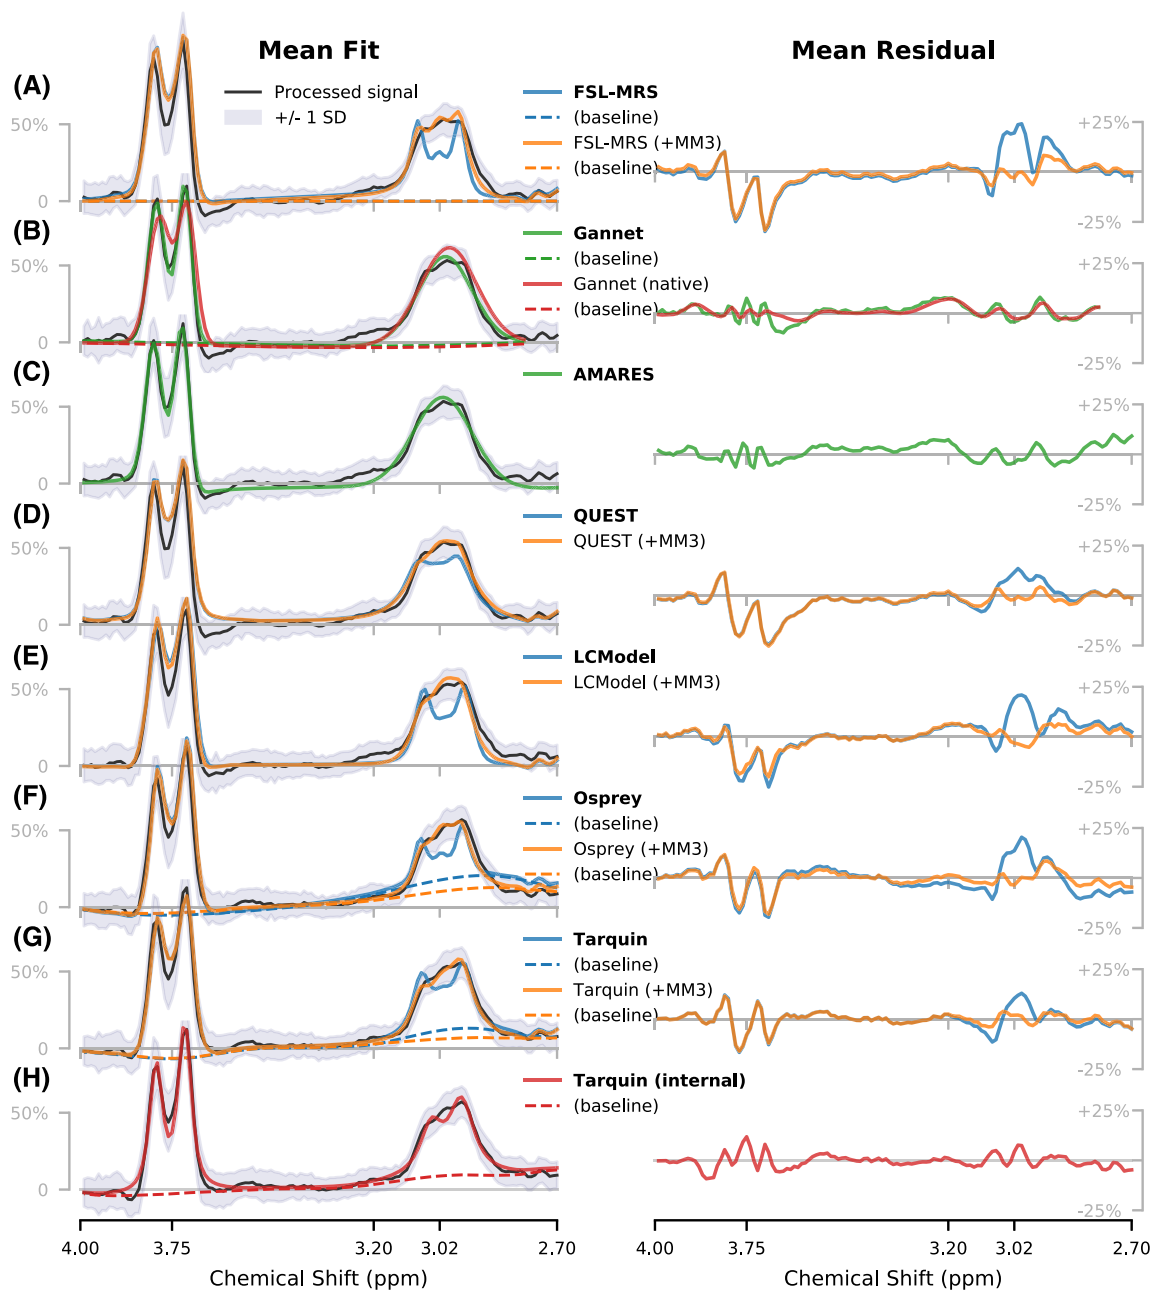 Mean Fit
Mean Residual
(A)
Processed signal
+/- 1 SD
50%
0
FSL-MRS
(baseline)
FSL-MRS (+MM3)
(baseline)
+25%
-25%
(B)
50%
0
Gannet
(baseline)
Gannet (native)
(baseline)
+25%
-25%
(C)
50%
0
AMARES
+25%
-25%
(D)
50%
0
QUEST
QUEST (+MM3)
+25%
-25%
(E)
50%
0
LCModel
LCModel (+MM3)
+25%
-25%
(F)
50%
0
Osprey
(baseline)
Osprey (+MM3)
(baseline)
+25%
-25%
(G)
50%
0
Tarquin
(baseline)
Tarquin (+MM3)
(baseline)
+25%
-25%
(H)
50%
0
Tarquin (internal)
(baseline)
+25%
-25%
4.00 3.75 3.20 3.02 2.70
Chemical Shift (ppm)
4.00 3.75 3.20 3.02 2.70
Chemical Shift (ppm)